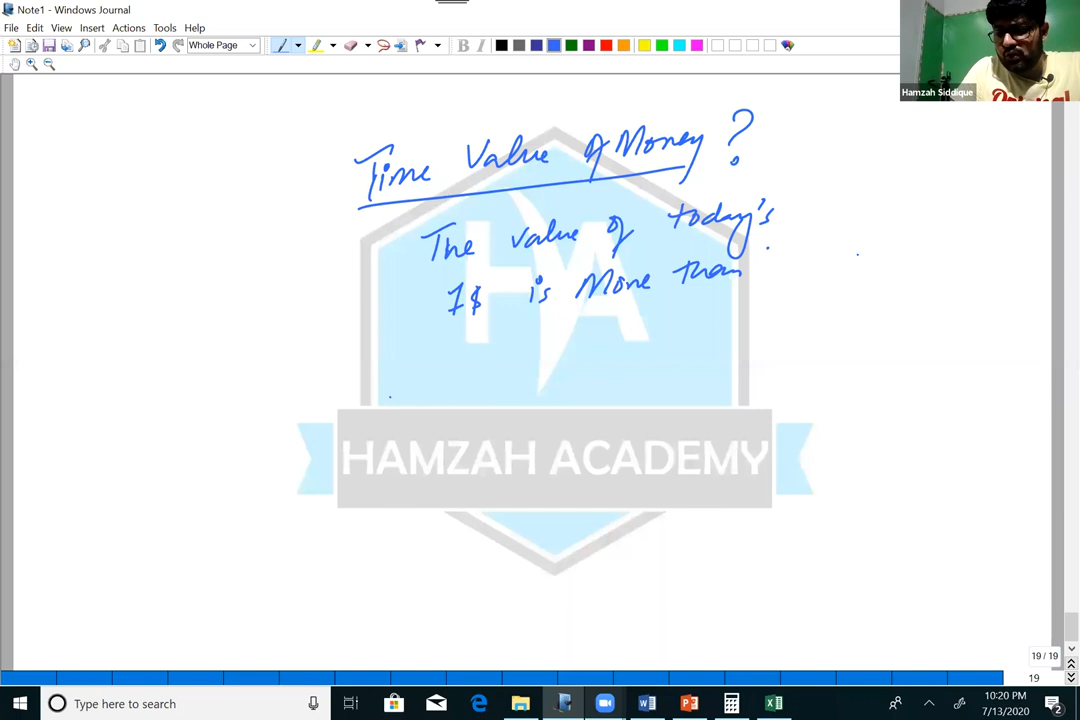 Note1 - Windows Journal
File Edit View Insert Actions Tools Help
Whole Page
B I
Hamzah Siddique
Time Value of Money ?
The value of today's
1$ is More than
HA
HAMZAH ACADEMY
19 / 19
19
Type here to search
10:20 PM
7/13/2020
2